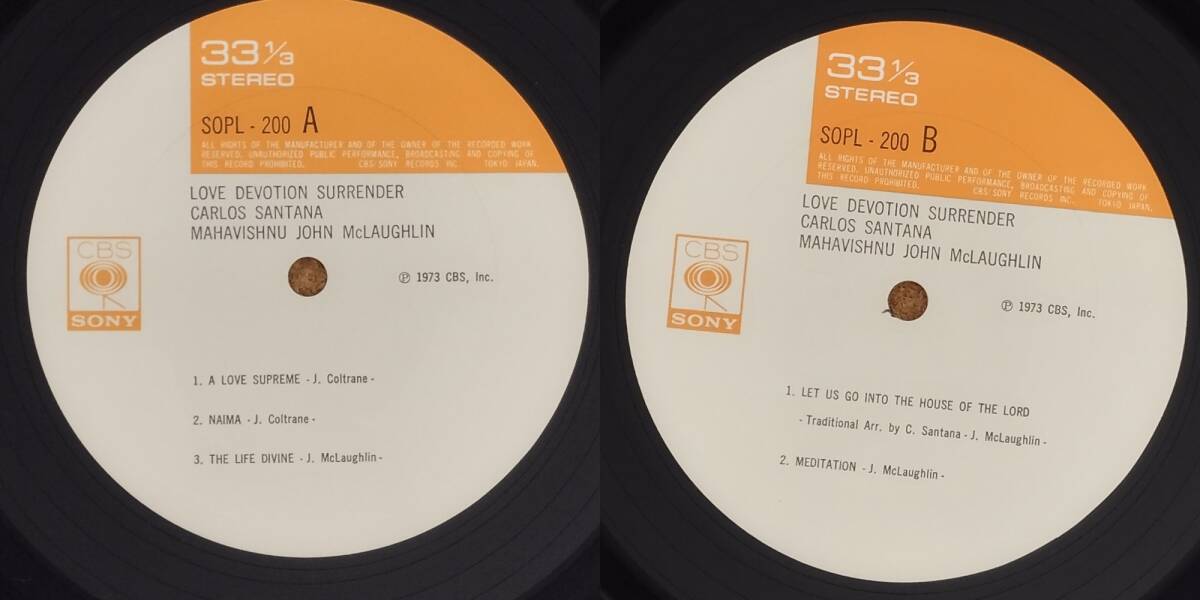 33 1/3
STEREO
SOPL - 200 A
ALL RIGHTS OF THE MANUFACTURER AND OF THE OWNER OF THE RECORDED WORK
RESERVED. UNAUTHORIZED PUBLIC PERFORMANCE, BROADCASTING AND COPYING OF
THIS RECORD PROHIBITED. CBS/SONY RECORDS INC. TOKYO JAPAN.
LOVE DEVOTION SURRENDER
CARLOS SANTANA
MAHAVISHNU JOHN McLAUGHLIN
CBS
SONY
℗ 1973 CBS, Inc.
1. A LOVE SUPREME - J. Coltrane -
2. NAIMA - J. Coltrane -
3. THE LIFE DIVINE - J. McLaughlin -
33 1/3
STEREO
SOPL - 200 B
ALL RIGHTS OF THE MANUFACTURER AND OF THE OWNER OF THE RECORDED WORK
RESERVED. UNAUTHORIZED PUBLIC PERFORMANCE, BROADCASTING AND COPYING OF
THIS RECORD PROHIBITED. CBS/SONY RECORDS INC. TOKYO JAPAN.
LOVE DEVOTION SURRENDER
CARLOS SANTANA
MAHAVISHNU JOHN McLAUGHLIN
CBS
SONY
℗ 1973 CBS, Inc.
1. LET US GO INTO THE HOUSE OF THE LORD
- Traditional Arr. by C. Santana - J. McLaughlin -
2. MEDITATION - J. McLaughlin -